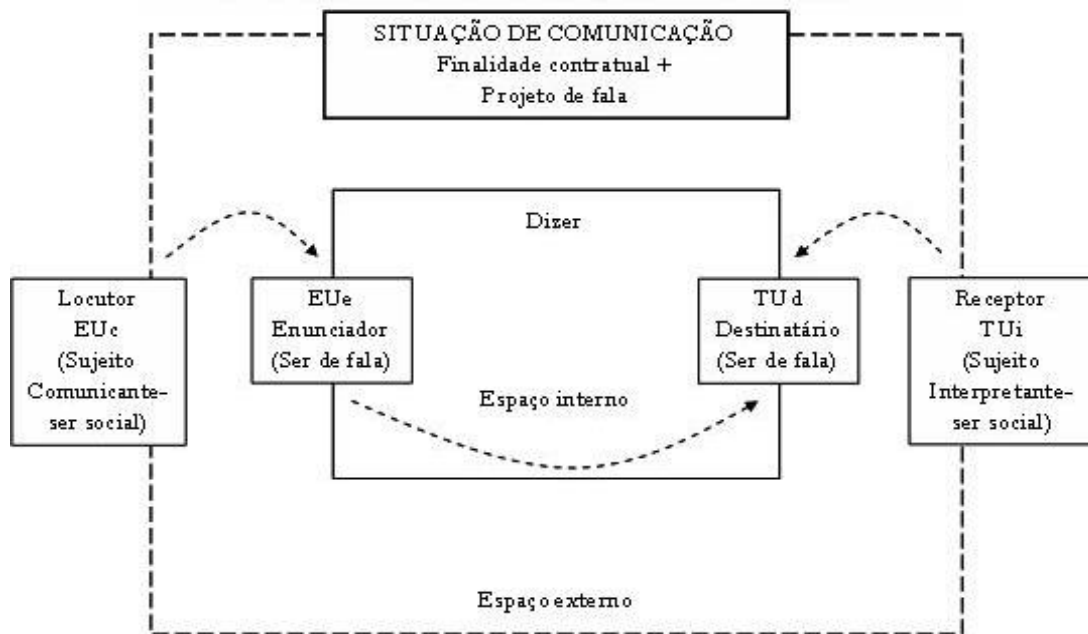 SITUAÇÃO DE COMUNICAÇÃO
Finalidade contratual +
Projeto de fala
Dizer
Locutor
EUc
(Sujeito
Comunicante-
ser social)
EUe
Enunciador
(Ser de fala)
TUd
Destinatário
(Ser de fala)
Receptor
TUi
(Sujeito
Interpretante-
ser social)
Espaço interno
Espaço externo